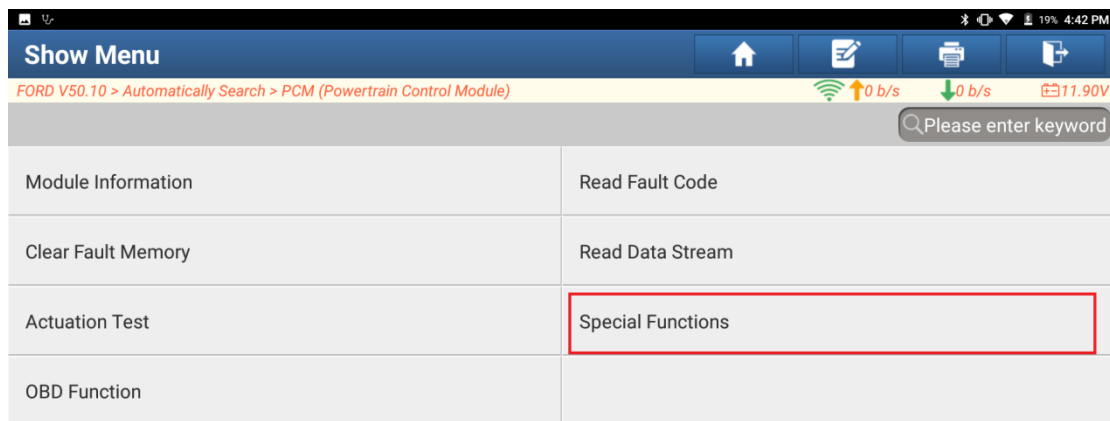 19% 4:42 PM
Show Menu
FORD V50.10 > Automatically Search > PCM (Powertrain Control Module)
0 b/s
0 b/s
11.90V
Please enter keyword
Module Information
Read Fault Code
Clear Fault Memory
Read Data Stream
Actuation Test
Special Functions
OBD Function